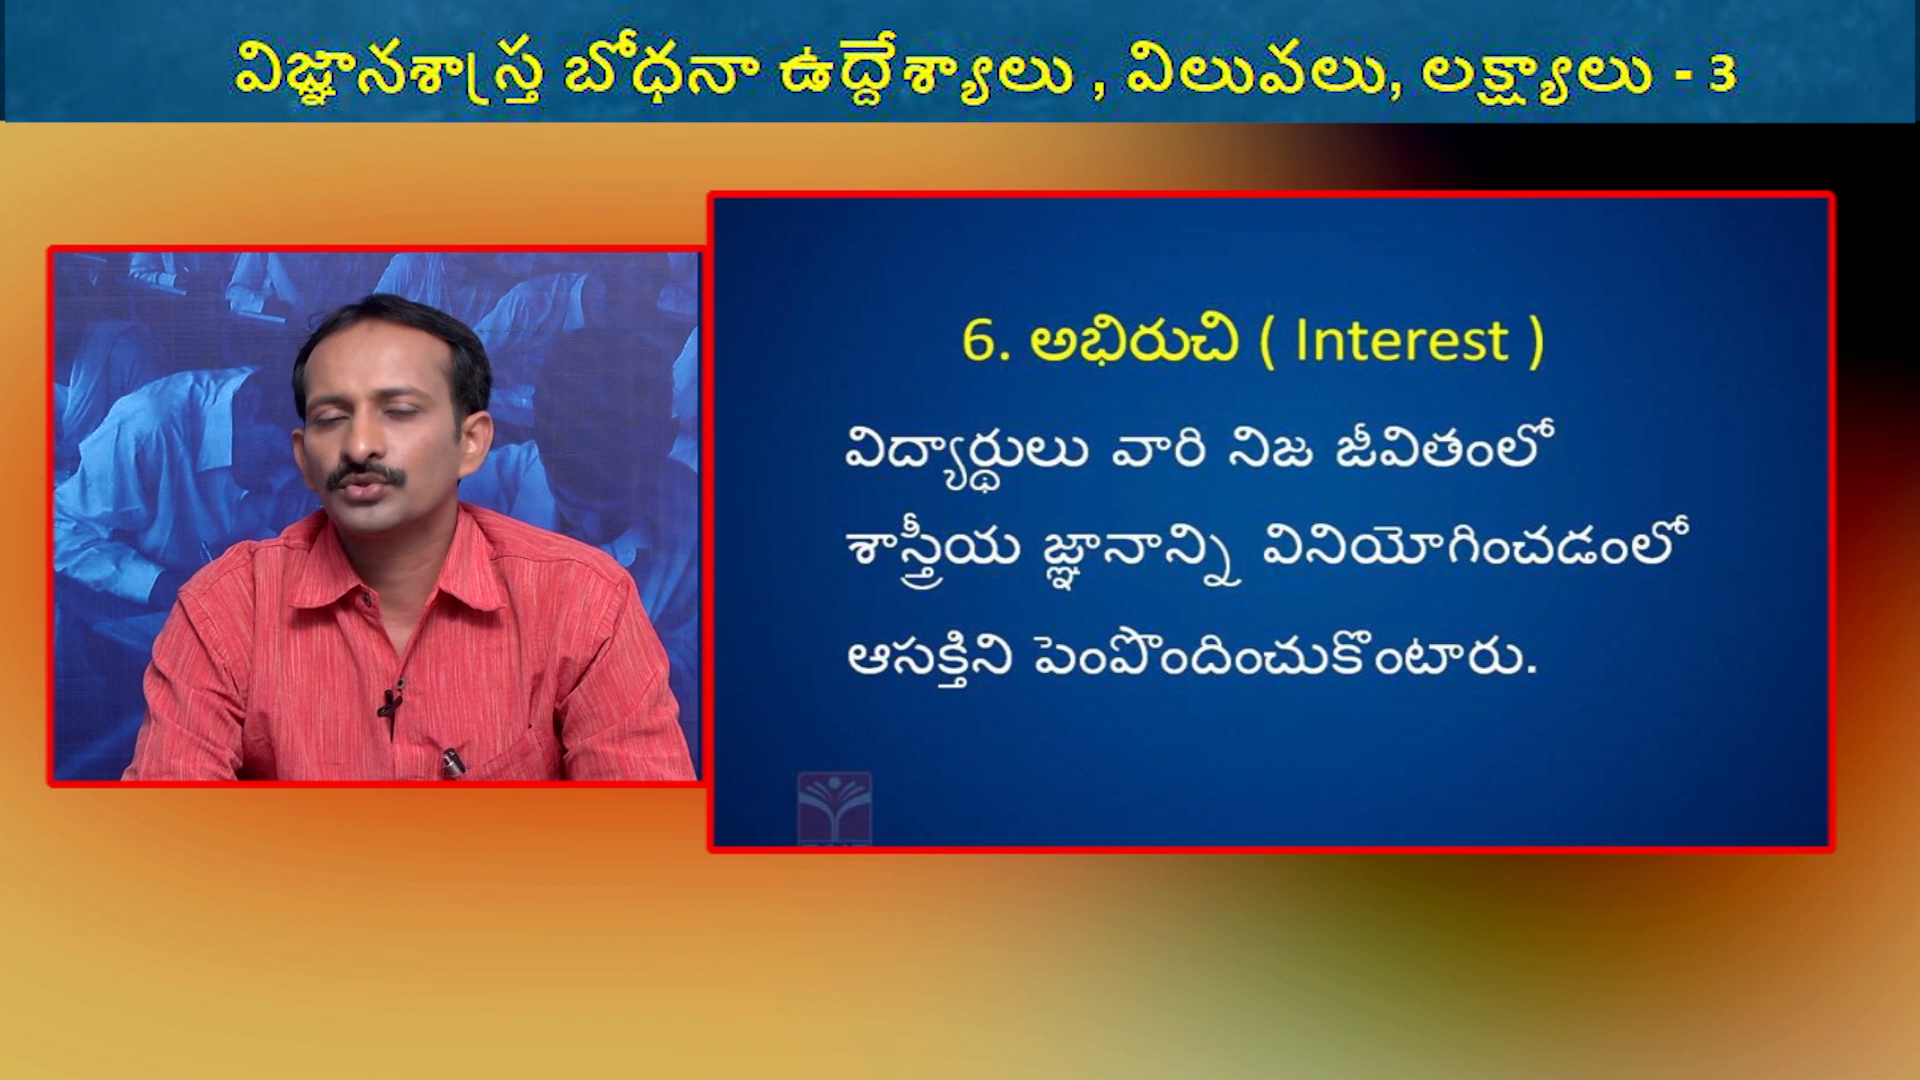 విజ్ఞానశాస్త్ర బోధనా ఉద్దేశ్యాలు , విలువలు, లక్ష్యాలు - 3
6. అభిరుచి ( Interest )
విద్యార్థులు వారి నిజ జీవితంలో
శాస్త్రీయ జ్ఞానాన్ని వినియోగించడంలో
ఆసక్తిని పెంపొందించుకొంటారు.